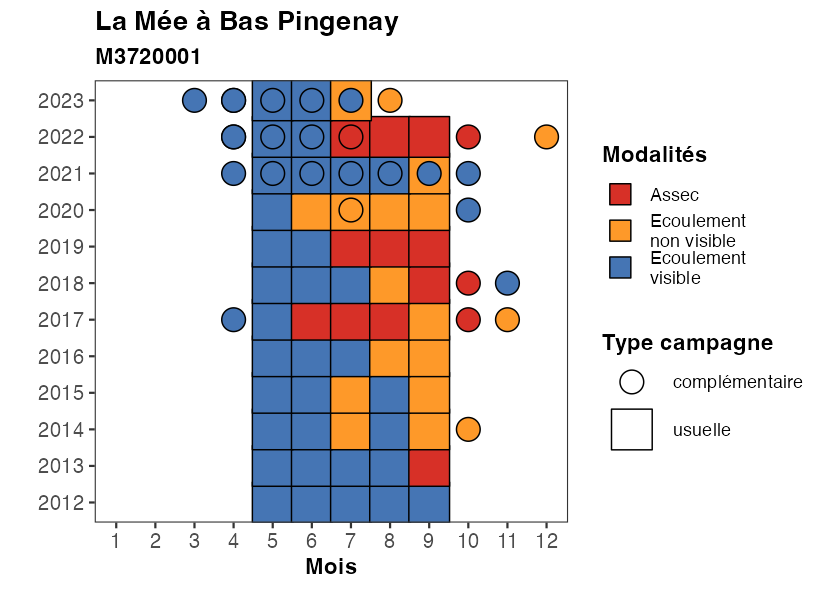 La Mée à Bas Pingenay
M3720001
2023
2022
2021
2020
2019
2018
2017
2016
2015
2014
2013
2012
1 2 3 4 5 6 7 8 9 10 11 12
Mois
Modalités
Assec
Ecoulement
non visible
Ecoulement
visible
Type campagne
complémentaire
usuelle